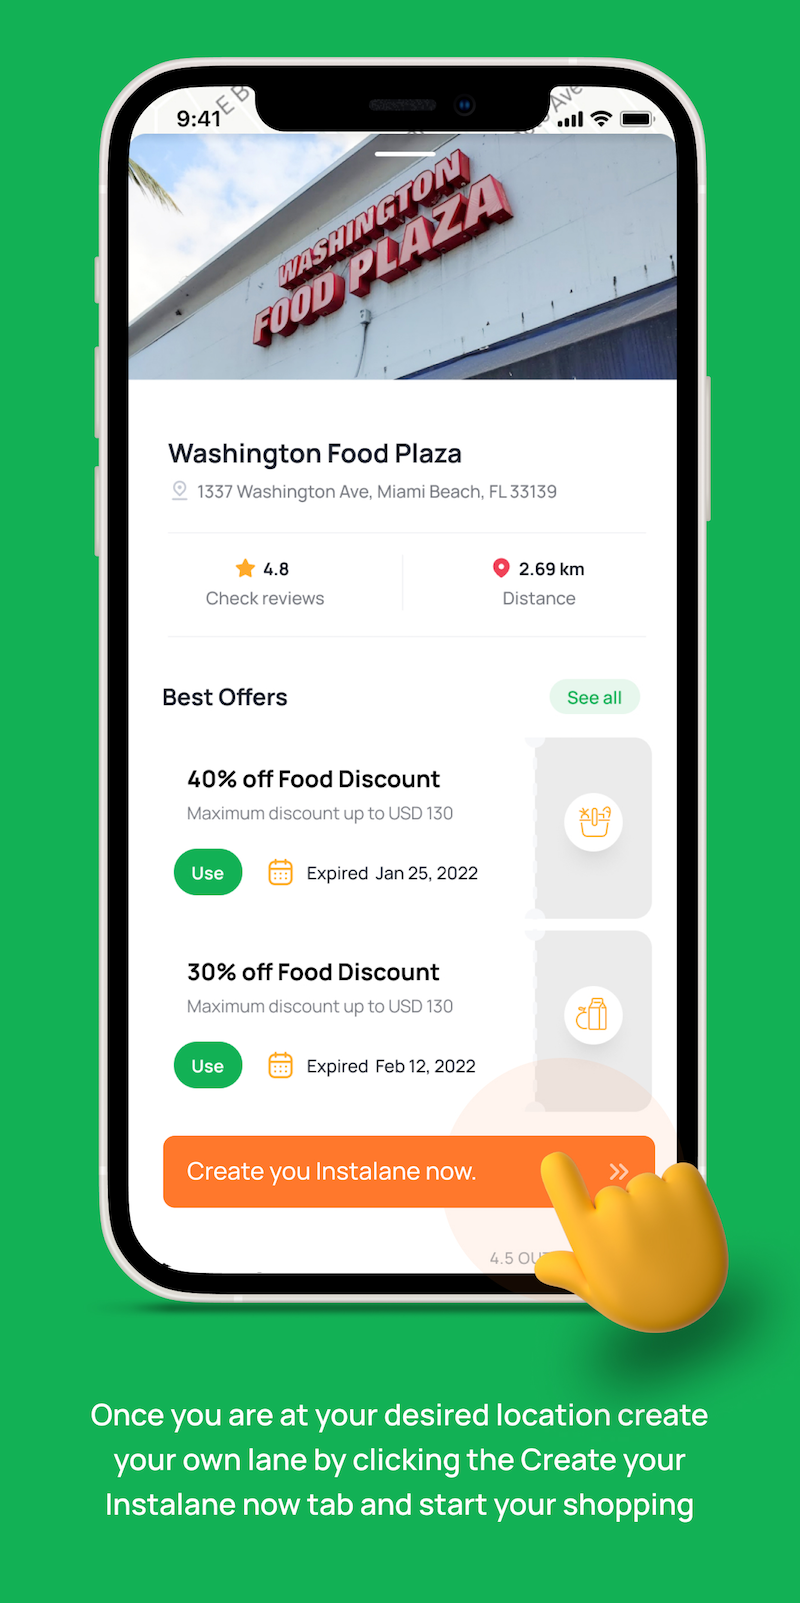 9:41
E B
Ave
WASHINGTON
FOOD PLAZA
Washington Food Plaza
1337 Washington Ave, Miami Beach, FL 33139
4.8
2.69 km
Check reviews
Distance
Best Offers
See all
40% off Food Discount
Maximum discount up to USD 130
Use
Expired Jan 25, 2022
30% off Food Discount
Maximum discount up to USD 130
Use
Expired Feb 12, 2022
Create you Instalane now.
4.5
Once you are at your desired location create
your own lane by clicking the Create your
Instalane now tab and start your shopping